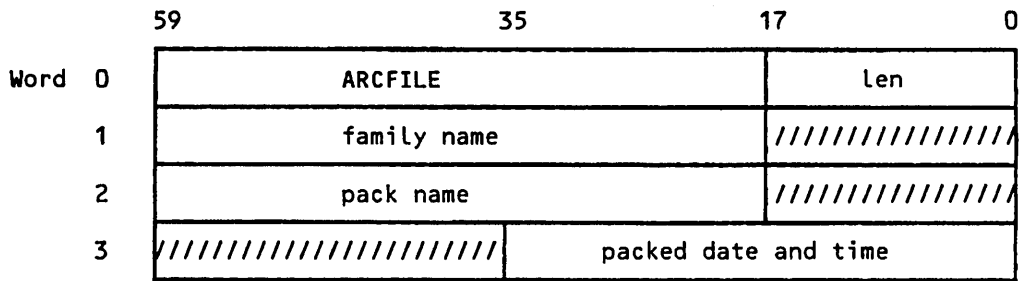 59 35 17 0
Word 0 ARCFILE len
1 family name /////////////////
2 pack name /////////////////
3 //////////////////////// packed date and time